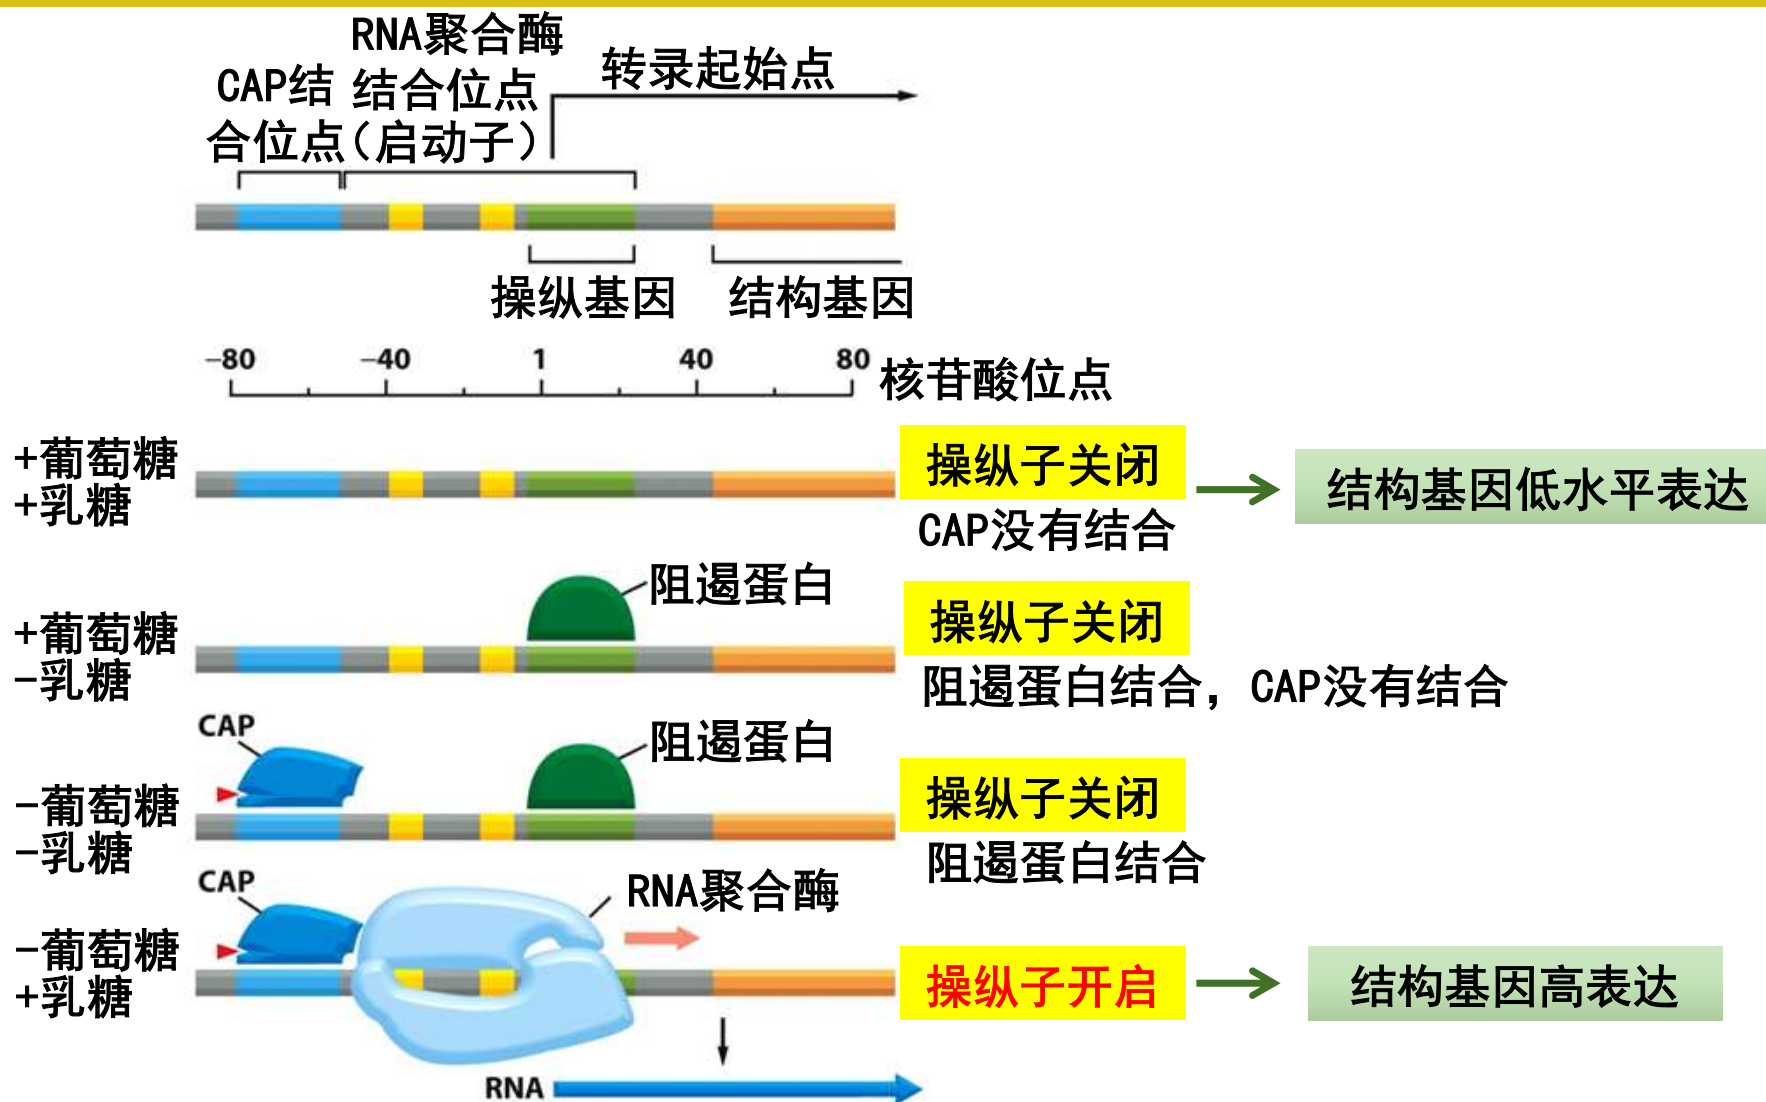 RNA聚合酶
结合位点
(启动子)
CAP结
合位点
转录起始点
操纵基因
结构基因
−80 −40 1 40 80
核苷酸位点
+葡萄糖
+乳糖
操纵子关闭
CAP没有结合
结构基因低水平表达
+葡萄糖
−乳糖
阻遏蛋白
操纵子关闭
阻遏蛋白结合，CAP没有结合
−葡萄糖
−乳糖
CAP
阻遏蛋白
操纵子关闭
阻遏蛋白结合
−葡萄糖
+乳糖
CAP
RNA聚合酶
操纵子开启
结构基因高表达
RNA